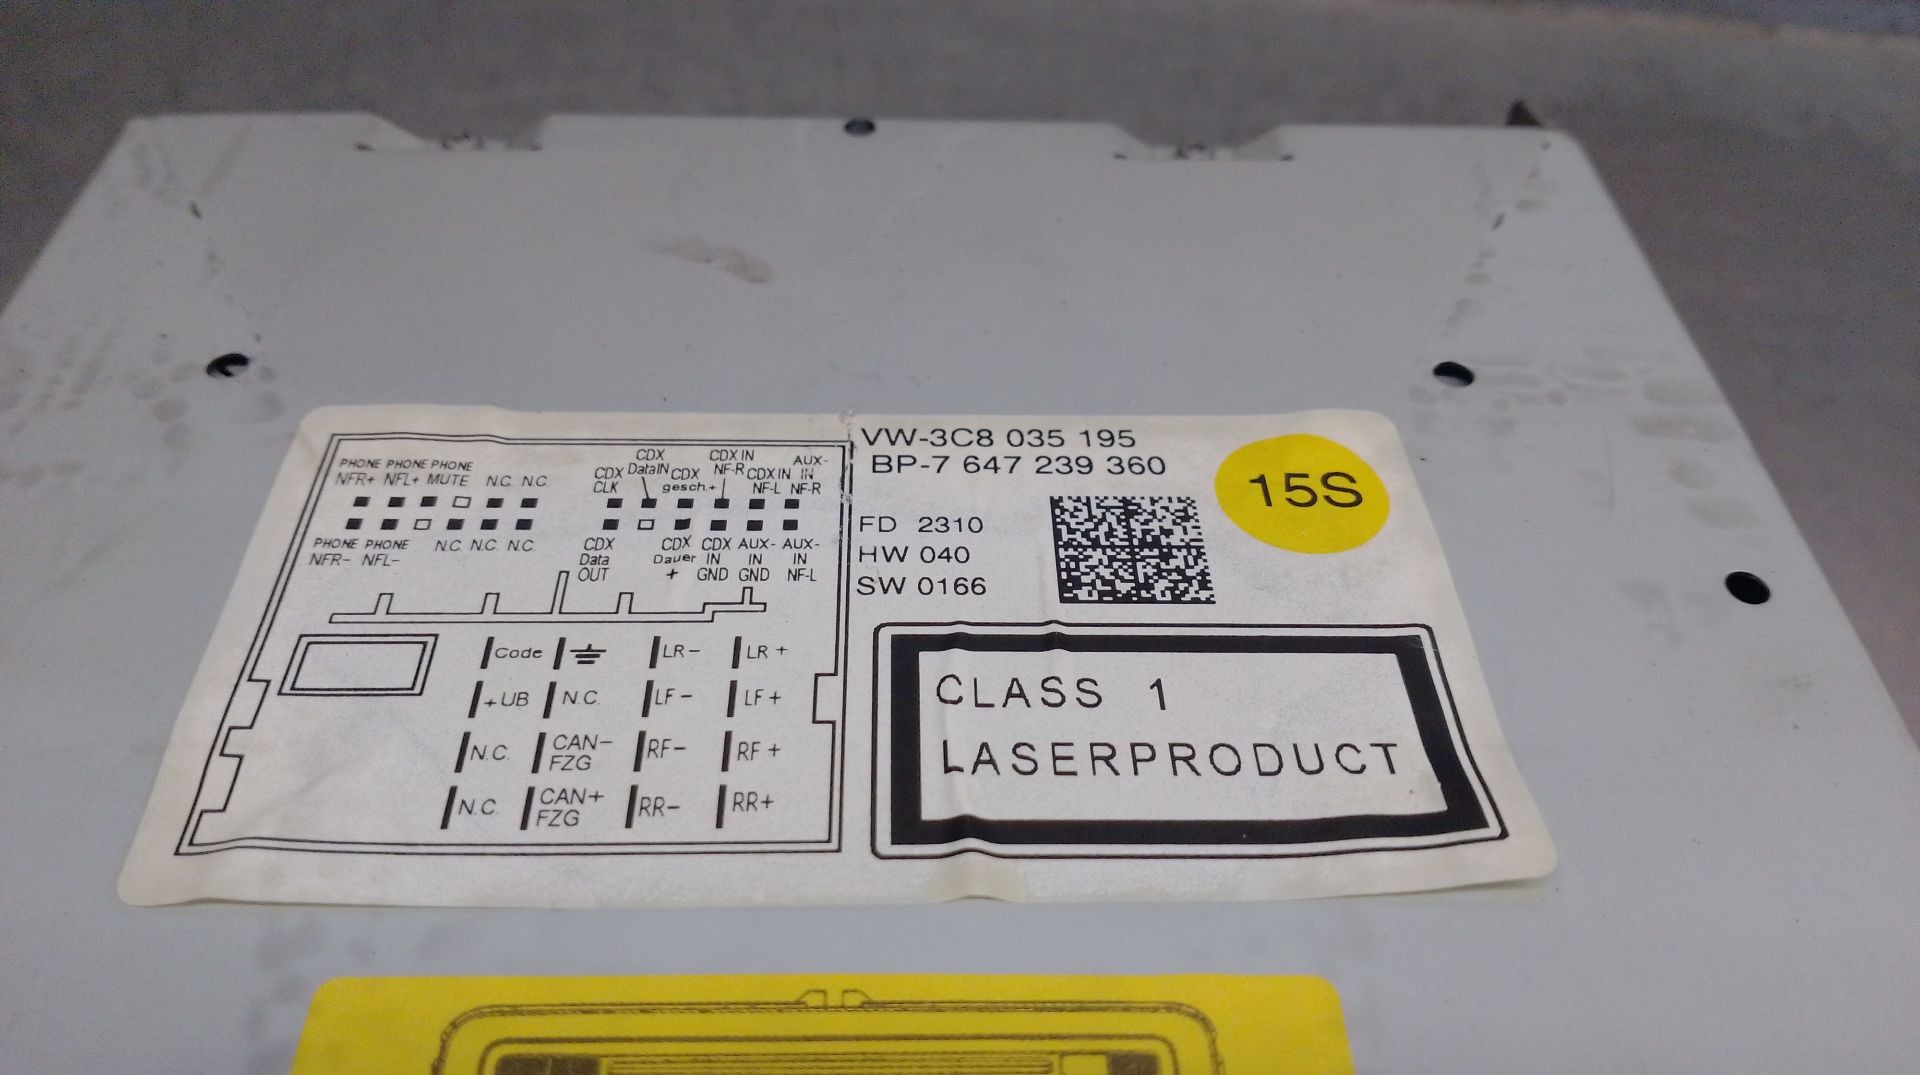 VW-3C8 035 195
BP-7 647 239 360
15S
FD 2310
HW 040
SW 0166
CLASS 1
LASERPRODUCT
PHONE PHONE PHONE
NFR+ NFL+ MUTE N.C. N.C.
PHONE PHONE N.C. N.C. N.C.
NFR- NFL-
CDX CLK
CDX DataIN
CDX gesch.+
CDX IN NF-R
CDX IN NF-L
AUX-IN NF-R
CDX Data OUT
CDX Dauer +
CDX IN GND
AUX-IN GND
AUX-IN NF-L
Code LR- LR+
+UB N.C. LF- LF+
N.C. CAN- FZG RF- RF+
N.C. CAN+ FZG RR- RR+